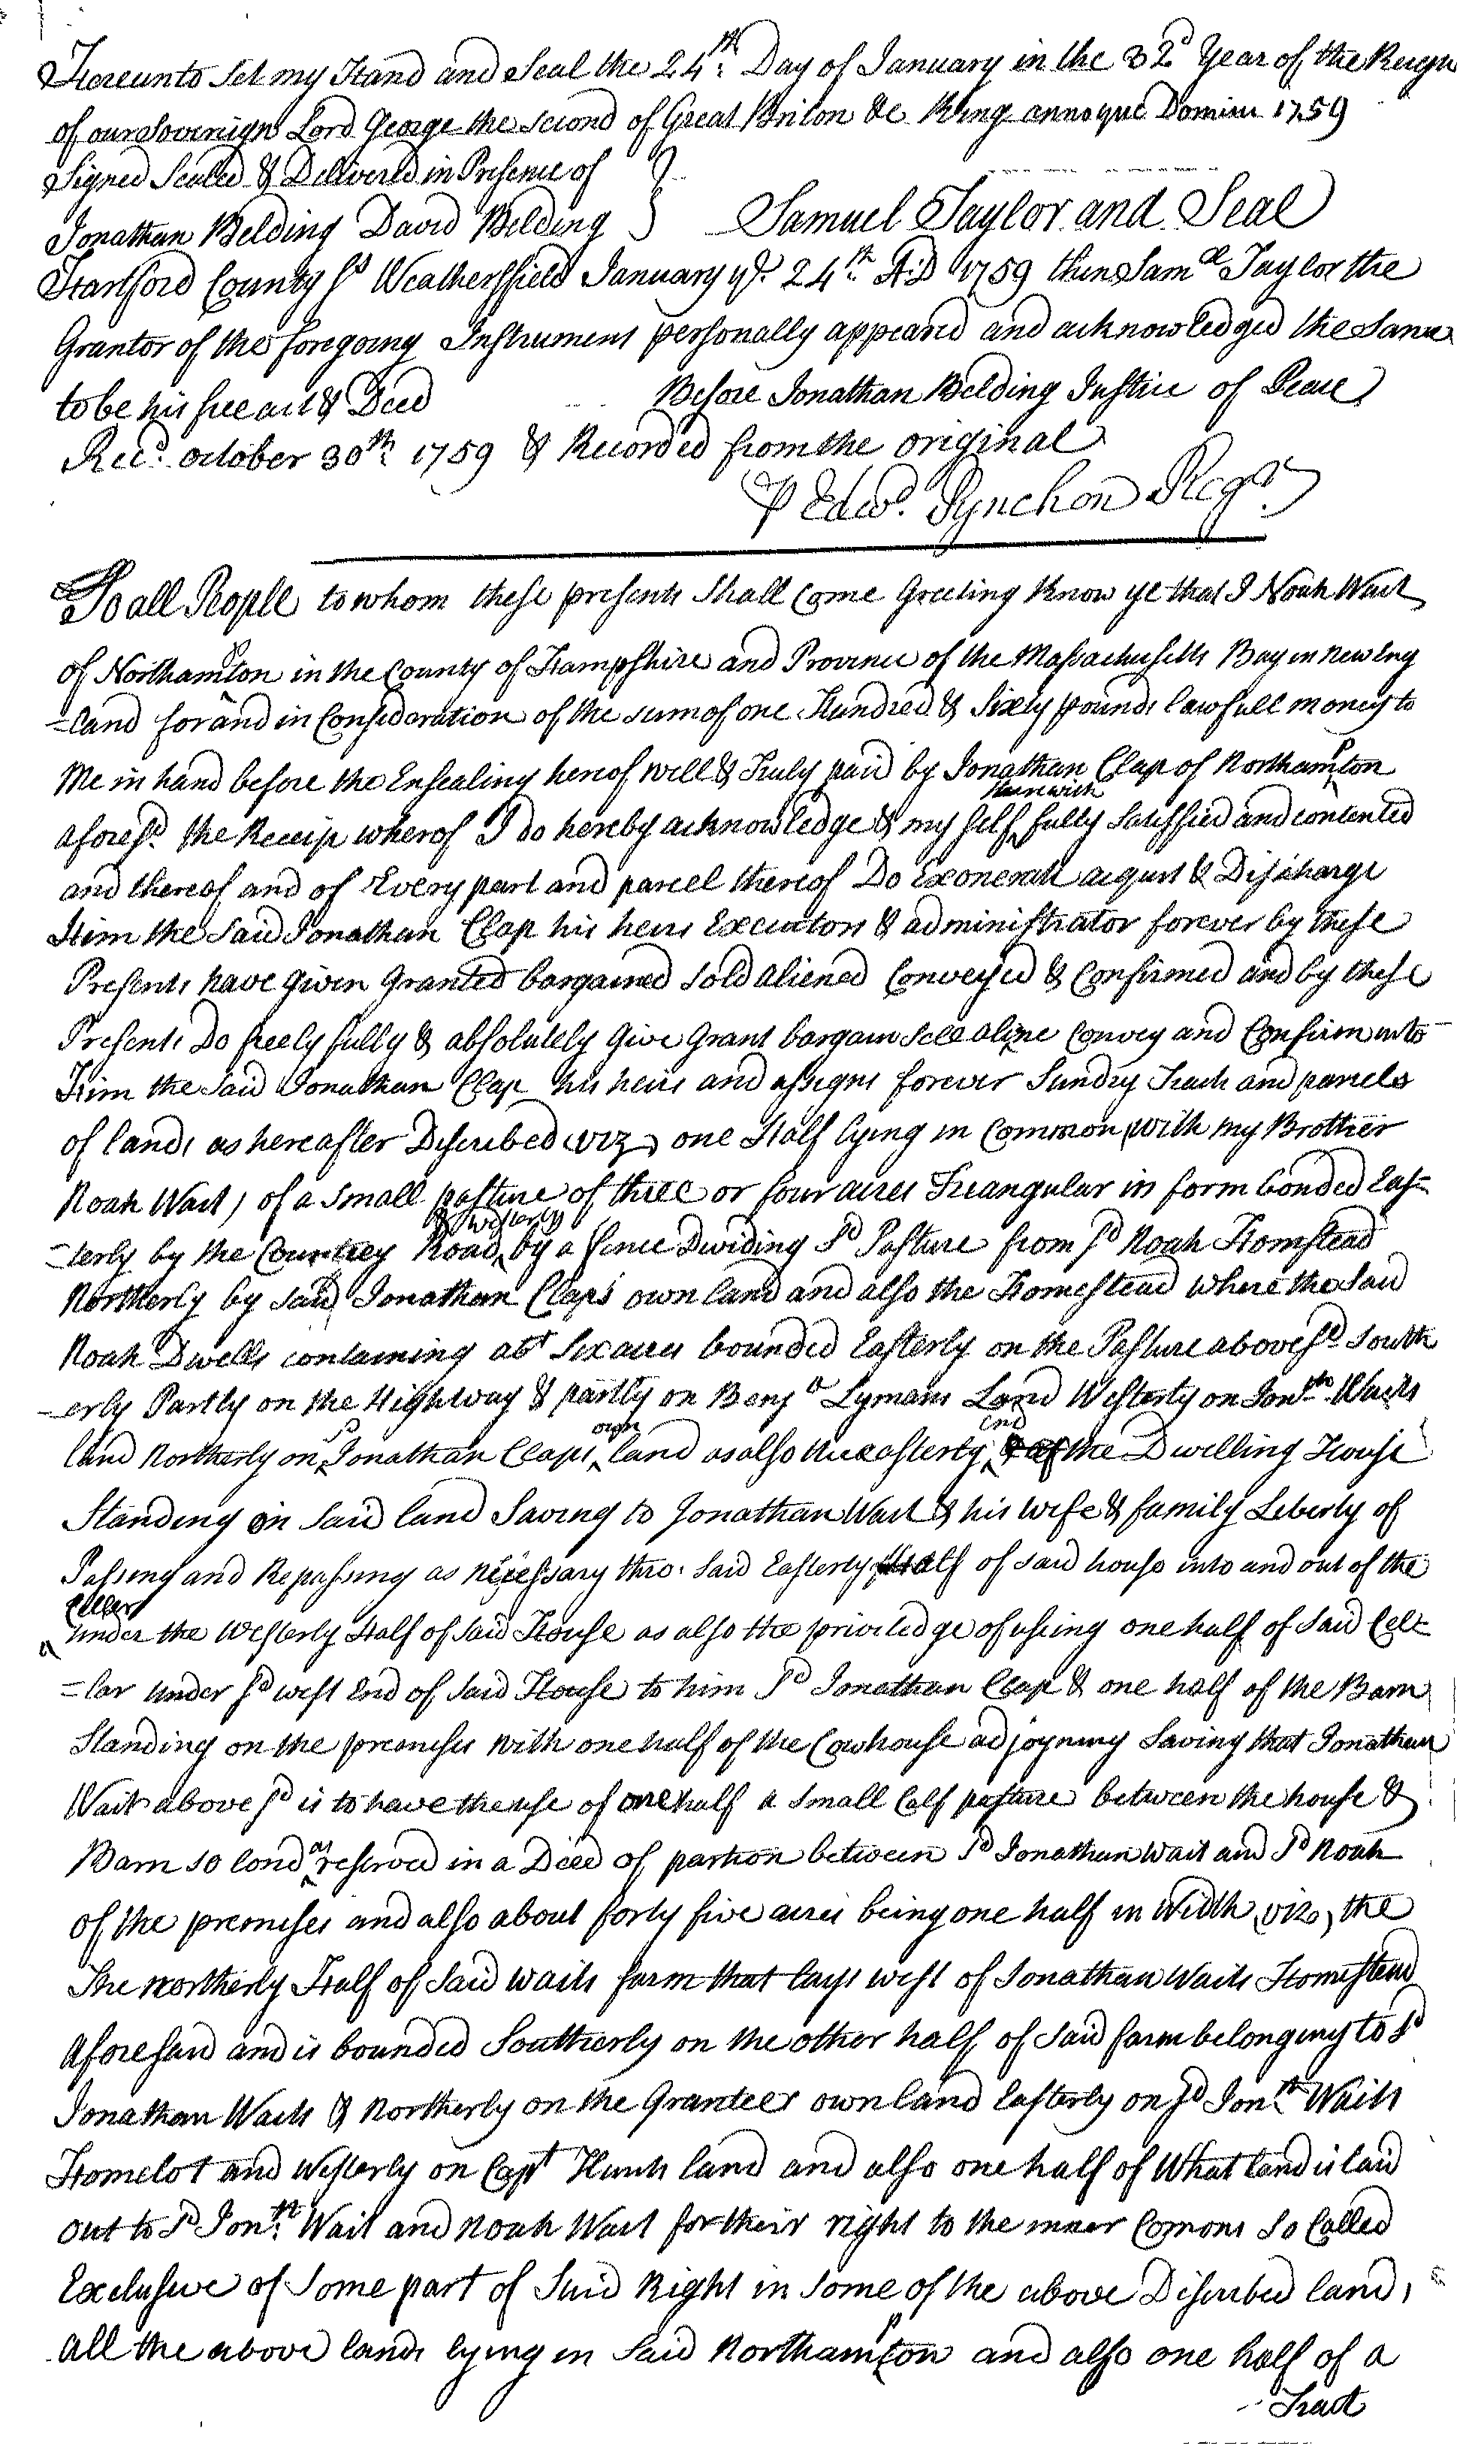 Hereunto set my Hand and Seal the 24th Day of January in the 32d Year of the Reign
of our Sovereign Lord George the second of Great Briton &c King annoque Domini 1759
Signed Sealed & Delivered in Presence of
Jonathan Belding David Belding } Samuel Taylor and Seal
Hartford County Ss Weathersfield January ye 24th A:D 1759 then Samll Taylor the
Grantor of the foregoing Instrument personally appeared and acknowledged the Same
to be his free act & Deed Before Jonathan Belding Justice of Peace
Recd. october 30th 1759 & Recorded from the original
P Edwd. Pynchon Regr
To all People to whom these presents Shall Come Greeting Know ye that I Noah Wait
of Northampton in the County of Hampshire and Province of the Massachusetts Bay in New Eng
=land for and in Consideration of the sum of one Hundred & Sixty pounds lawfull money to
Me in hand before the Ensealing hereof well & Truly paid by Jonathan Clap of Northampton
aforesd. the Receip wherof I do hereby acknowledge & my self herewith fully satisfied and contented
and thereof and of Every part and parcel thereof Do Exonerate acquit & Discharge
Him the Said Jonathan Clap his heirs Executors & administrator forever by these
Presents have given Granted bargained sold aliened Conveyed & Confirmed and by these
Presents Do freely fully & absolutely Give Grant bargain sell aline Convey and Confirm unto
Him the said Jonathan Clap his heirs and assigns forever Sundry Tracts and parcels
of lands as hereafter Discribed viz, one Half lying in Common (with my Brother
Noah Wait) of a small pasture of three or four acres Treangular in form bonded Eas=
=terly by the Countrey Road & westerly by a fence Dividing sd Pasture from sd Noah Homstead
Northerly by said Jonathan Claps own land and also the Homestead where the said
Noah Dwells containing abt Six acres bounded Easterly on the Pasture abovesd South
=erly Partly on the Highway & partly on Benja Lymans Land Westerly on Jonth Waits
land Northerly on sd Jonathan Claps own land as also the easterly end of the Dwelling House
Standing on said land Saving to Jonathan Wait & his wife & family Leberty of
Passing and Repassing as necessary thro. said Easterly Half of said house into and out of the
Celler under the Westerly Half of said House as also the priviledge of using one half of said Cel=
=lar under sd west End of said House to him sd Jonathan Clap & one half of the Barn
Standing on the premises with one half of the Cowhouse adjoyning Saving that Jonathan
Wait above sd is to have the use of one half a small Calf pasture between the house &
Barn so lond as reserved in a Deed of partion between sd Jonathan Wait and sd Noah
of the premises and also about forty five acres being one half in Width, viz, the
The northerly Half of said waits farm that lays west of Jonathan Waits Homestead
aforesaid and is bounded Southerly on the other half of said farm belonging to sd
Jonathan Waits & Northerly on the Grantees own land Easterly on sd Jonth Waits
Homelot and Westerly on Capt Hunts land and also one half of What land is laid
out to sd Jonth Wait and Noah Wait for their right to the inner Comons so Called
Exclusive of some part of said Right in some of the above Discribed land,
all the above lands lying in said Northampton and also one half of a
Tract